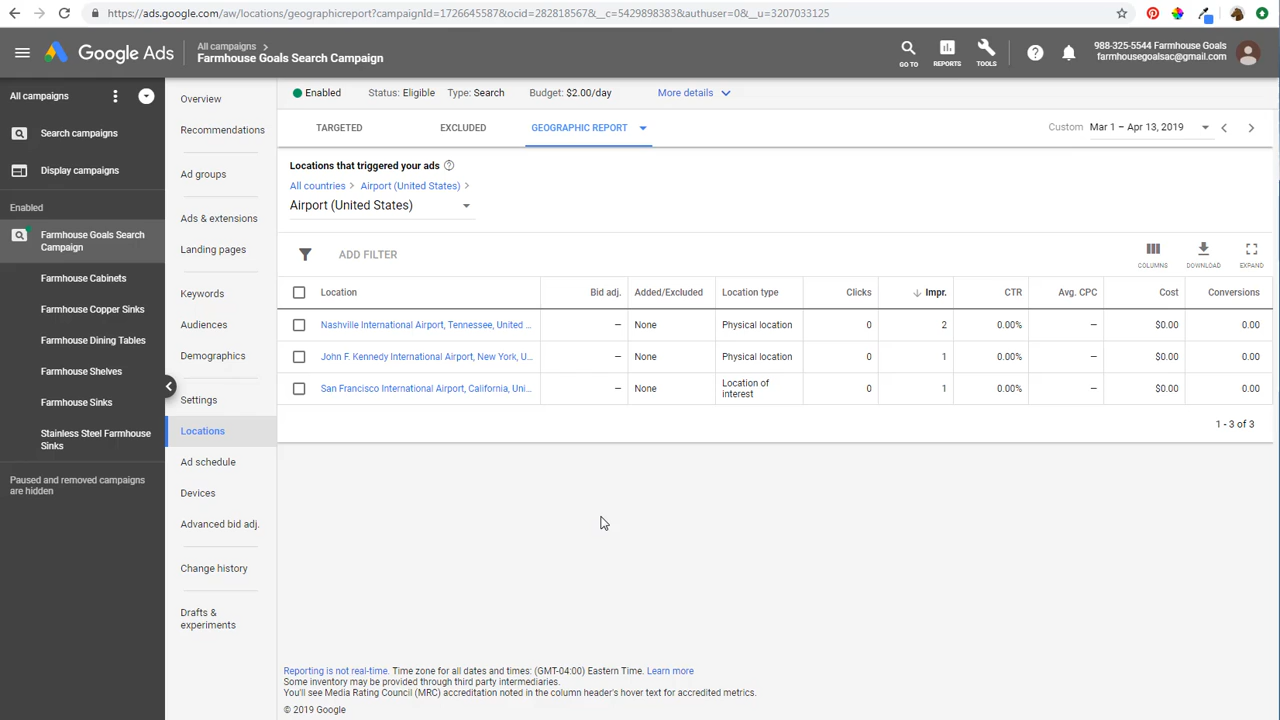 https://ads.google.com/aw/locations/geographicreport?campaignId=1726645587&ocid=282818567&__c=5429898383&authuser=0&__u=3207033125
Google Ads
All campaigns >
Farmhouse Goals Search Campaign
GO TO
REPORTS
TOOLS
988-325-5544 Farmhouse Goals
farmhousegoalsac@gmail.com
All campaigns
Search campaigns
Display campaigns
Enabled
Farmhouse Goals Search
Campaign
Farmhouse Cabinets
Farmhouse Copper Sinks
Farmhouse Dining Tables
Farmhouse Shelves
Farmhouse Sinks
Stainless Steel Farmhouse
Sinks
Paused and removed campaigns
are hidden
Overview
Recommendations
Ad groups
Ads & extensions
Landing pages
Keywords
Audiences
Demographics
Settings
Locations
Ad schedule
Devices
Advanced bid adj.
Change history
Drafts &
experiments
Enabled Status: Eligible Type: Search Budget: $2.00/day More details
TARGETED EXCLUDED GEOGRAPHIC REPORT Custom Mar 1 – Apr 13, 2019
Locations that triggered your ads
All countries > Airport (United States) >
Airport (United States)
ADD FILTER
COLUMNS DOWNLOAD EXPAND
Location Bid adj. Added/Excluded Location type Clicks Impr. CTR Avg. CPC Cost Conversions
Nashville International Airport, Tennessee, United ... – None Physical location 0 2 0.00% – $0.00 0.00
John F. Kennedy International Airport, New York, U... – None Physical location 0 1 0.00% – $0.00 0.00
San Francisco International Airport, California, Uni... – None Location of interest 0 1 0.00% – $0.00 0.00
1 - 3 of 3
Reporting is not real-time. Time zone for all dates and times: (GMT-04:00) Eastern Time. Learn more
Some inventory may be provided through third party intermediaries.
You'll see Media Rating Council (MRC) accreditation noted in the column header's hover text for accredited metrics.
© 2019 Google